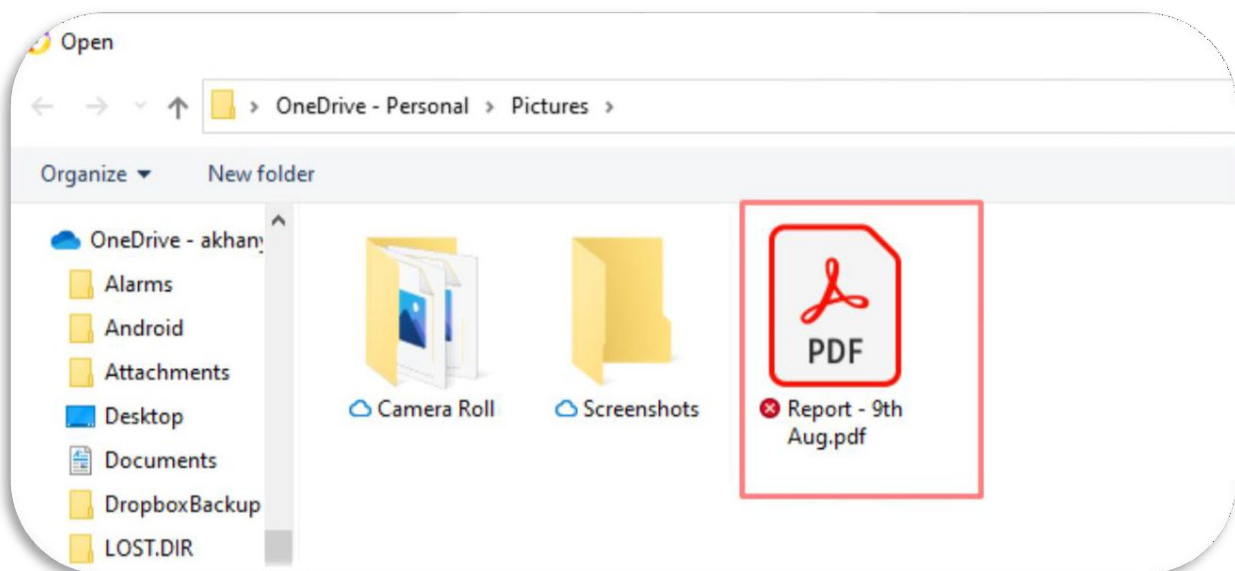 Open
OneDrive - Personal > Pictures >
Organize New folder
OneDrive - akhany
Alarms
Android
Attachments
Desktop
Documents
DropboxBackup
LOST.DIR
Camera Roll
Screenshots
PDF
Report - 9th
Aug.pdf